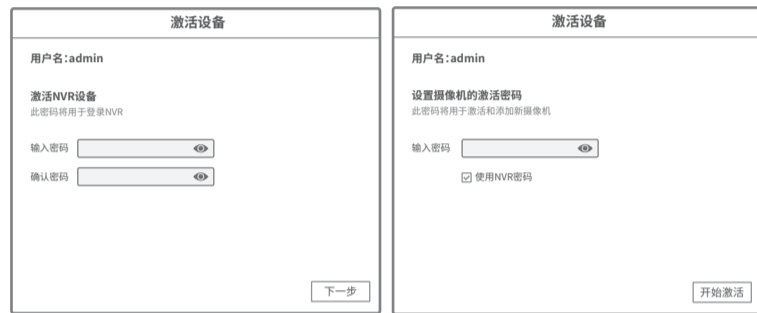 激活设备
用户名:admin
激活NVR设备
此密码将用于登录NVR
输入密码
确认密码
下一步
激活设备
用户名:admin
设置摄像机的激活密码
此密码将用于激活和添加新摄像机
输入密码
使用NVR密码
开始激活